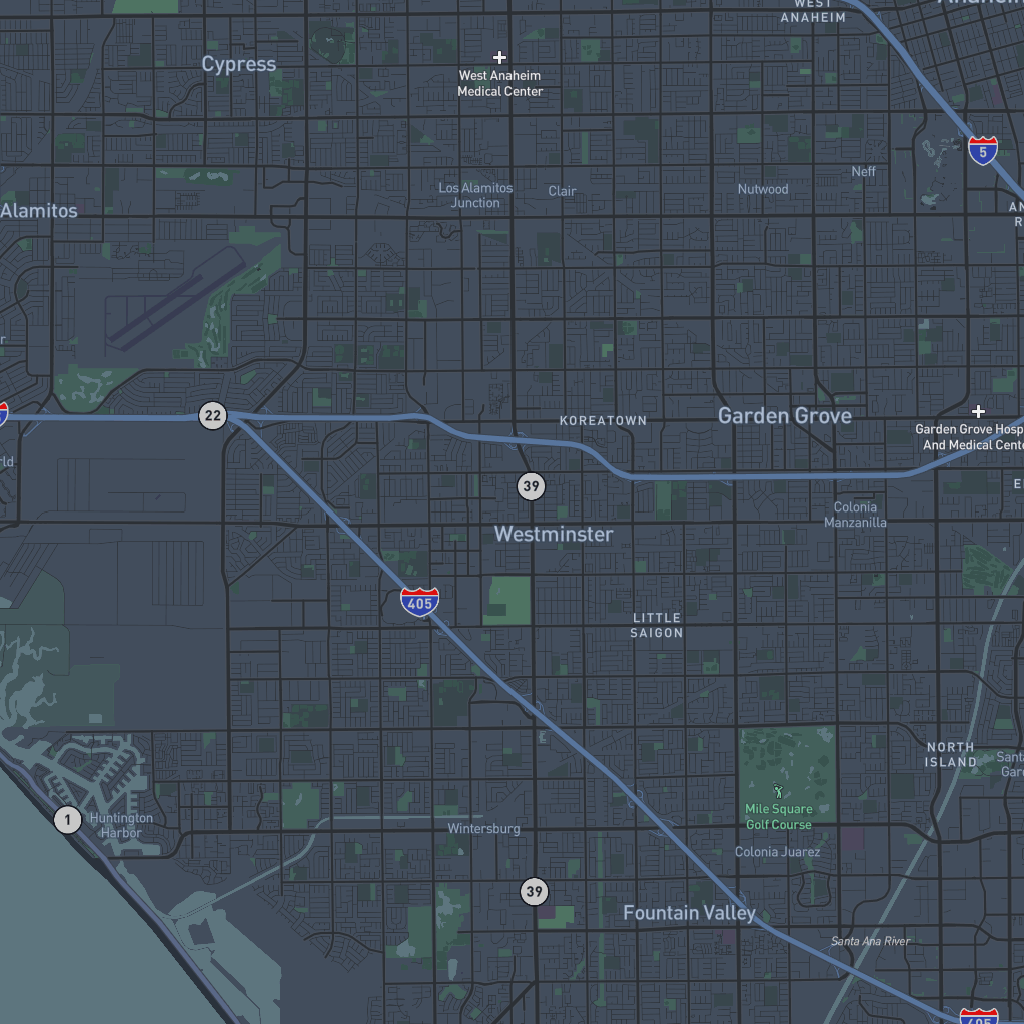 WEST
ANAHEIM
Cypress
West Anaheim
Medical Center
5
Neff
Los Alamitos
Junction
Clair
Nutwood
Alamitos
22
KOREATOWN
Garden Grove
Garden Grove Hosp
And Medical Cente
39
Colonia
Manzanilla
Westminster
405
LITTLE
SAIGON
NORTH
ISLAND
Santa
Gar
1
Huntington
Harbor
Mile Square
Golf Course
Wintersburg
Colonia Juarez
39
Fountain Valley
Santa Ana River
405